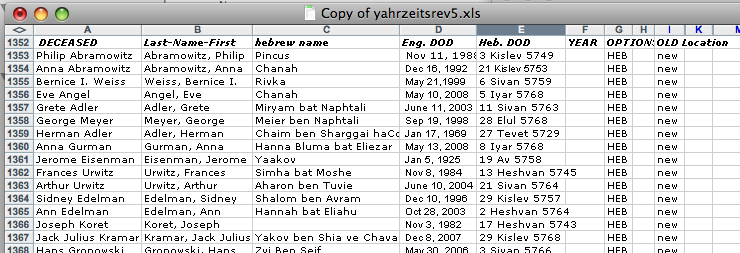 Copy of yahrzeitsrev5.xls
<> A B C D E F G H I K M
1352 DECEASED Last-Name-First hebrew name Eng. DOD Heb. DOD YEAR OPTION OLD Location
1353 Philip Abramowitz Abramowitz, Philip Pincus Nov 11, 1988 3 Kislev 5749 HEB new
1354 Anna Abramowitz Abramowitz, Anna Chanah Dec 16, 1992 21 Kislev 5753 HEB new
1355 Bernice I. Weiss Weiss, Bernice I. Rivka May 21,1999 6 Sivan 5759 HEB new
1356 Eve Angel Angel, Eve Chanah May 10, 2008 5 Iyar 5768 HEB new
1357 Grete Adler Adler, Grete Miryam bat Naphtali June 11, 2003 11 Sivan 5763 HEB new
1358 George Meyer Meyer, George Meier ben Naphtali Sep 19, 1998 28 Elul 5768 HEB new
1359 Herman Adler Adler, Herman Chaim ben Sharggai haCo Jan 17, 1969 27 Tevet 5729 HEB new
1360 Anna Gurman Gurman, Anna Hanna Bluma bat Eliezar May 13, 2008 8 Iyar 5768 HEB new
1361 Jerome Eisenman Eisenman, Jerome Yaakov Jan 5, 1925 19 Av 5758 HEB new
1362 Frances Urwitz Urwitz, Frances Simha bat Moshe Nov 8, 1984 13 Heshvan 5745 HEB new
1363 Arthur Urwitz Urwitz, Arthur Aharon ben Tuvie June 10, 2004 21 Sivan 5764 HEB new
1364 Sidney Edelman Edelman, Sidney Shalom ben Avram Dec 10, 1996 29 Kislev 5757 HEB new
1365 Ann Edelman Edelman, Ann Hannah bat Eliahu Oct 28, 2003 2 Heshvan 5764 HEB new
1366 Joseph Koret Koret, Joseph Nov 3, 1982 17 Heshvan 5743 HEB new
1367 Jack Julius Kramar Kramar, Jack Julius Yakov ben Shia ve Chava Dec 8, 2007 29 Kislev 5768 HEB new
1368 Hans Gronowski Gronowski, Hans Zvi Ben Seif May 30, 2006 3 Sivan 5766 HEB new